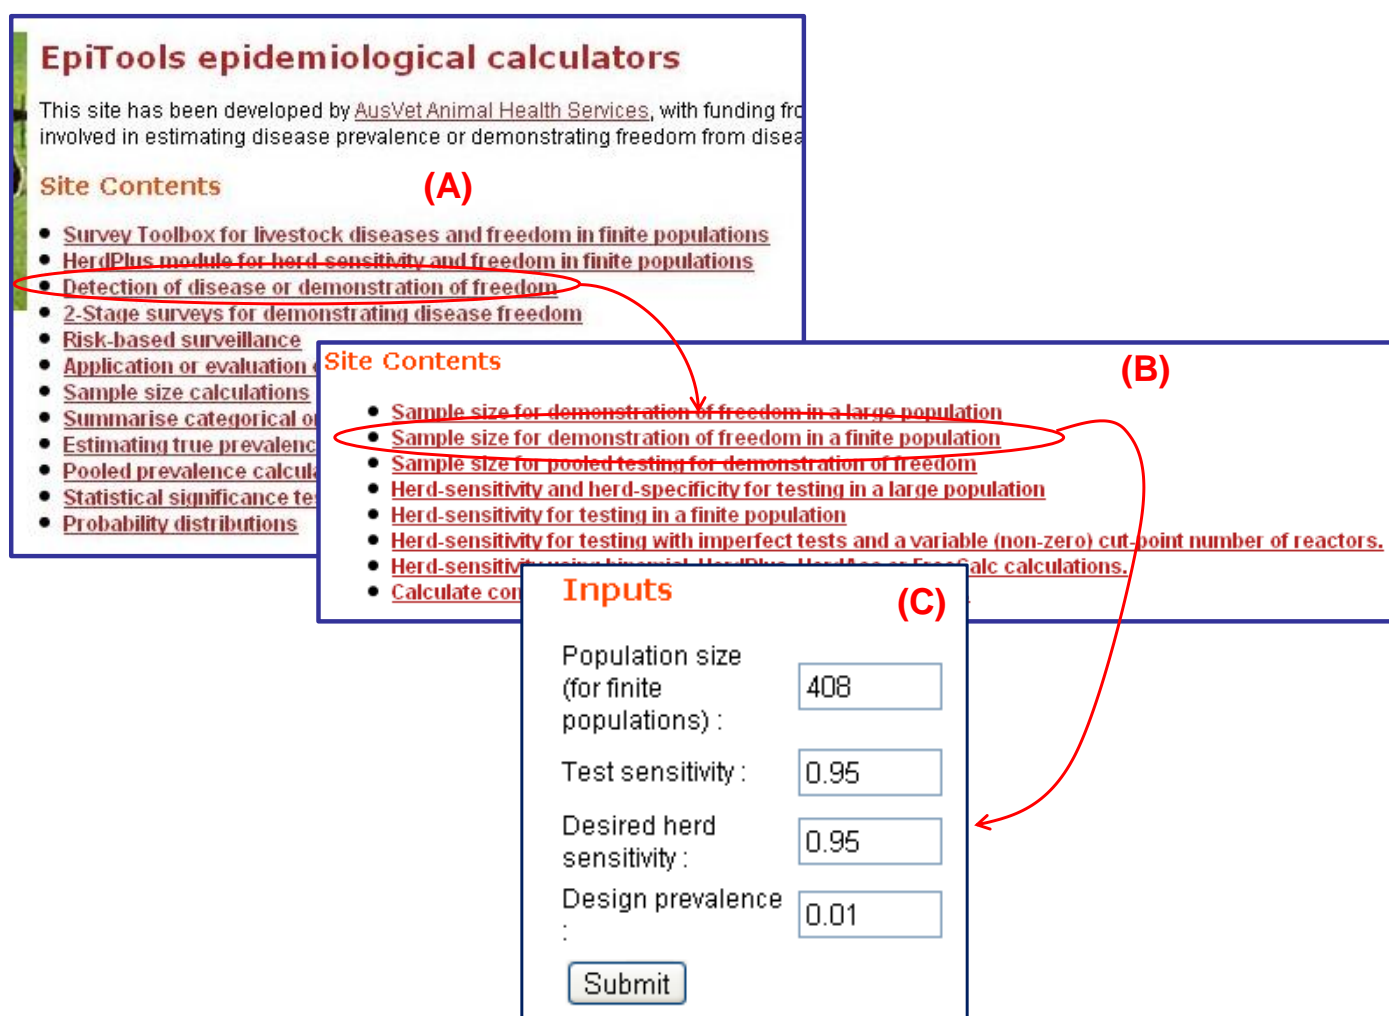 EpiTools epidemiological calculators
This site has been developed by AusVet Animal Health Services, with funding
involved in estimating disease prevalence or demonstrating freedom from
Site Contents
(A)
Survey Toolbox for livestock diseases and freedom in finite populations
HerdPlus module for herd sensitivity and freedom in finite populations
Detection of disease or demonstration of freedom
2-Stage surveys for demonstrating disease freedom
Risk-based surveillance
Application or evaluation
Sample size calculations
Summarise categorical
Estimating true
Pooled prevalence
Statistical significance
Probability distributions
Site Contents
(B)
Sample size for demonstration of freedom in a large population
Sample size for demonstration of freedom in a finite population
Sample size for pooled testing for demonstration of freedom
Herd-sensitivity and herd-specificity for testing in a large population
Herd-sensitivity for testing in a finite population
Herd-sensitivity for testing with imperfect tests and a variable (non-zero) cut-point number of reactors.
Herd-sensitivity using binomial, HerdPlus, or FreeCalc calculations.
Calculate
Inputs
(C)
Population size
(for finite
populations) :
408
Test sensitivity :
0.95
Desired herd
sensitivity :
0.95
Design prevalence
:
0.01
Submit